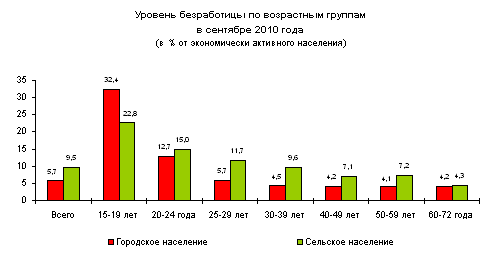 Уровень безработицы по возрастным группам
в сентябре 2010 года
(в % от экономически активного населения)
35
30
25
20
15
10
5
0
5,7 9,5 32,4 22,8 12,7 15,0 5,7 11,7 4,5 9,6 4,2 7,1 4,1 7,2 4,2 4,3
Всего 15-19 лет 20-24 года 25-29 лет 30-39 лет 40-49 лет 50-59 лет 60-72 года
Городское население Сельское население